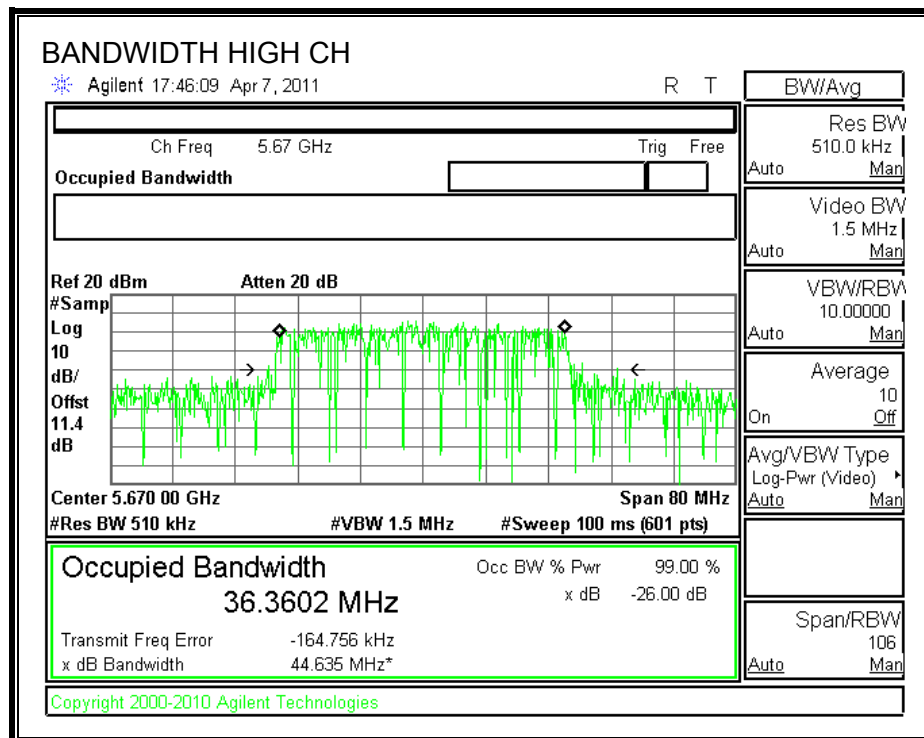 BANDWIDTH HIGH CH
Agilent 17:46:09 Apr 7, 2011 R T
BW/Avg
Ch Freq 5.67 GHz Trig Free
Occupied Bandwidth
Res BW
510.0 kHz
Auto Man
Video BW
1.5 MHz
Auto Man
VBW/RBW
10.00000
Auto Man
Average
10
On Off
Avg/VBW Type
Log-Pwr (Video)
Auto Man
Span/RBW
106
Auto Man
Ref 20 dBm Atten 20 dB
#Samp
Log
10
dB/
Offst
11.4
dB
Center 5.670 00 GHz Span 80 MHz
#Res BW 510 kHz #VBW 1.5 MHz #Sweep 100 ms (601 pts)
Occupied Bandwidth
36.3602 MHz
Occ BW % Pwr 99.00 %
x dB -26.00 dB
Transmit Freq Error -164.756 kHz
x dB Bandwidth 44.635 MHz*
Copyright 2000-2010 Agilent Technologies